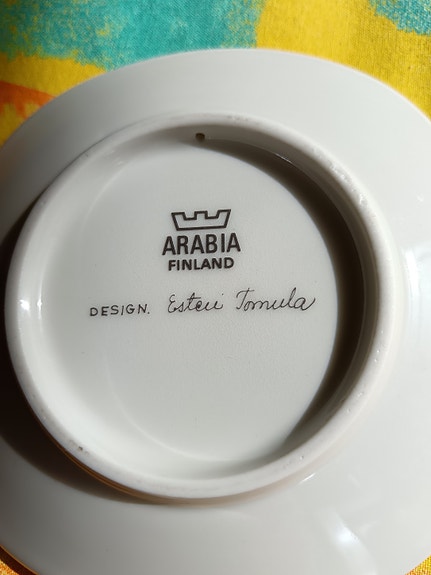 ARABIA
FINLAND
DESIGN. Esteri Tomula